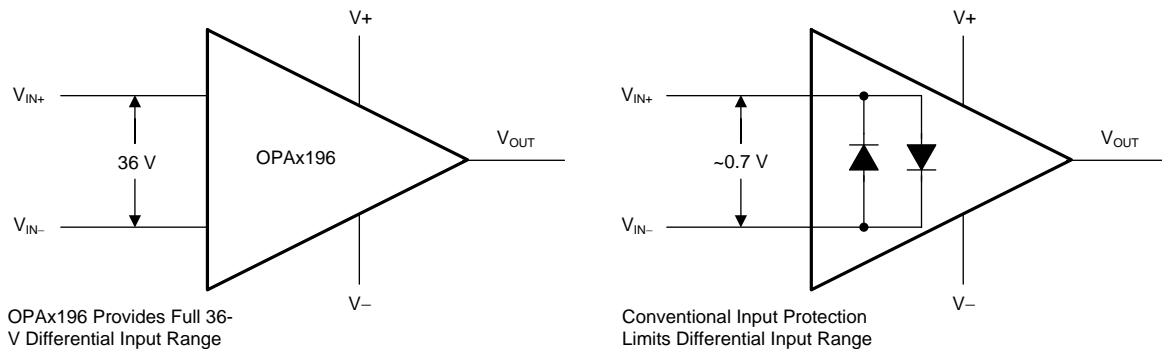 V+
V+
VIN+
VIN+
VOUT
VOUT
36 V
OPAx196
~0.7 V
VIN−
VIN−
V−
V−
OPAx196 Provides Full 36-
V Differential Input Range
Conventional Input Protection
Limits Differential Input Range